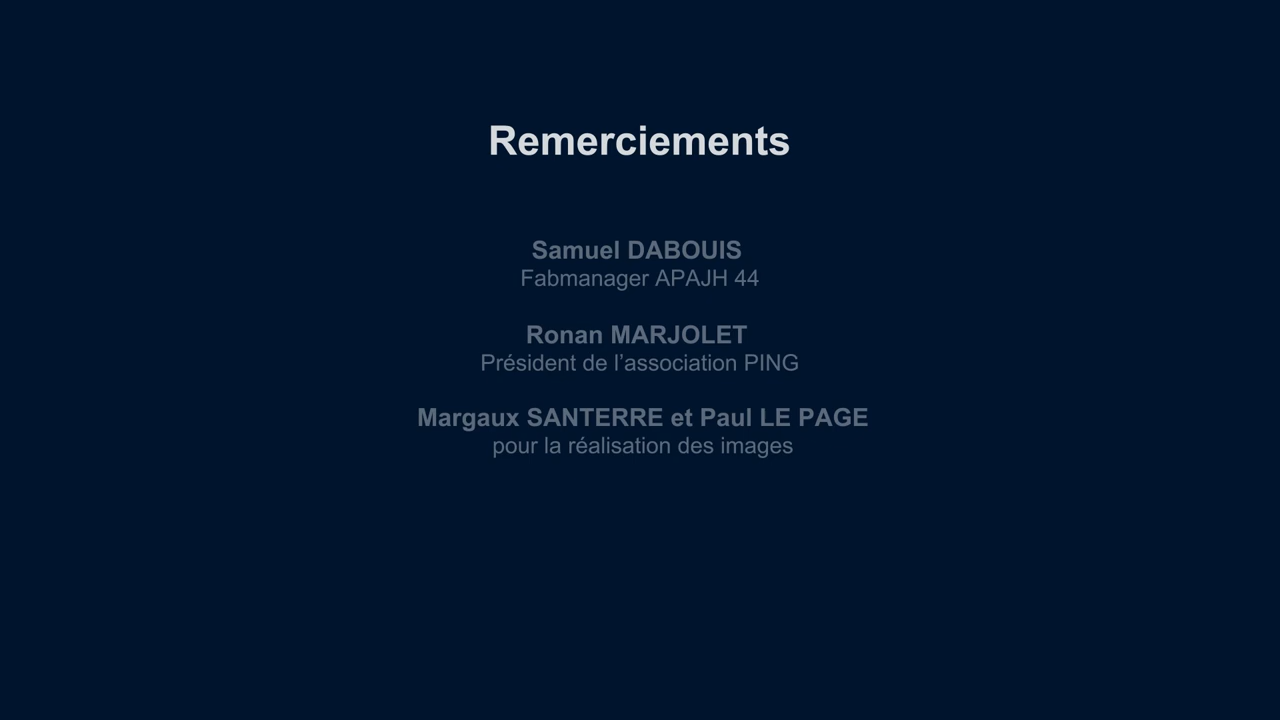 Remerciements
Samuel DABOUIS
Fabmanager APAJH 44
Ronan MARJOLET
Président de l’association PING
Margaux SANTERRE et Paul LE PAGE
pour la réalisation des images